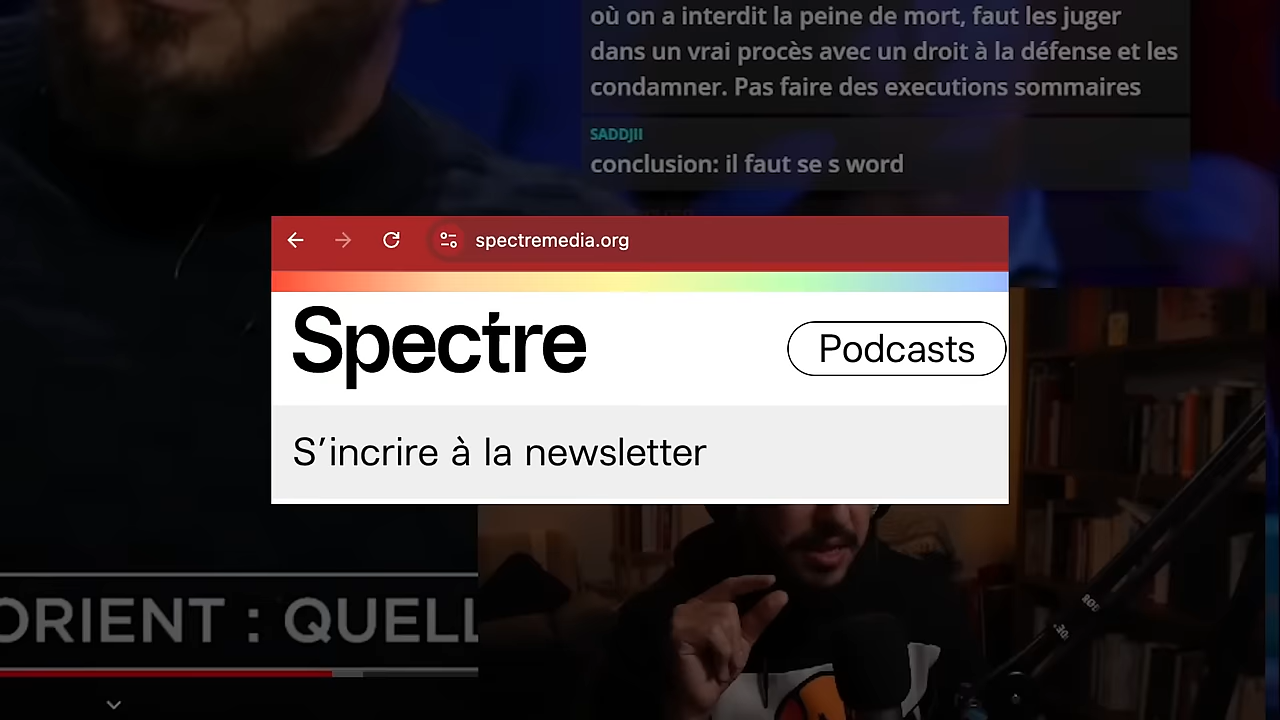 où on a interdit la peine de mort, faut les juger
dans un vrai procès avec un droit à la défense et les
condamner. Pas faire des executions sommaires
SADDJII
conclusion: il faut se s word
spectremedia.org
Spectre
Podcasts
S'incrire à la newsletter
ORIENT : QUELL